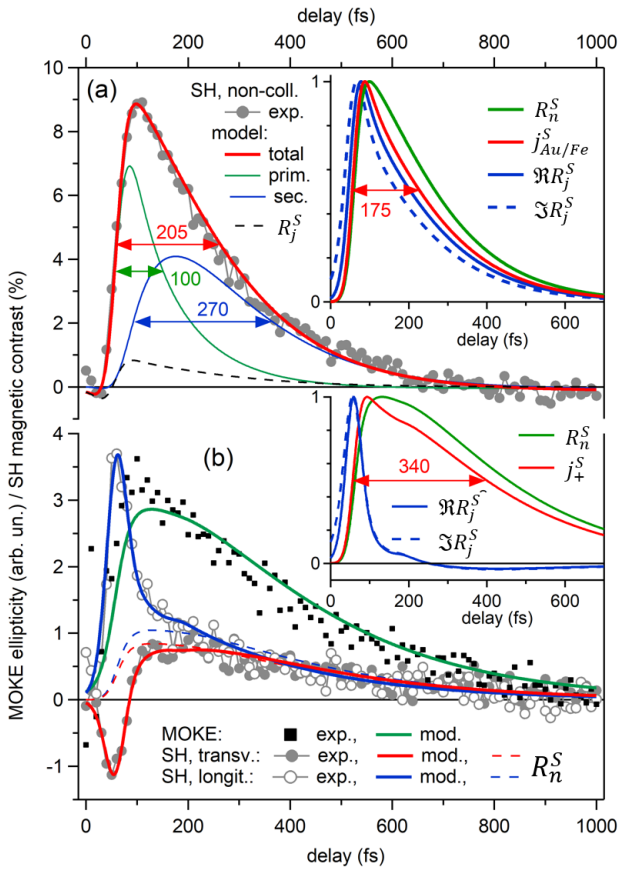 delay (fs)
0 200 400 600 800 1000
MOKE ellipticity (arb. un.) / SH magnetic contrast (%)
10
8
6
4
2
0
(a)
SH, non-coll.
exp.
model:
total
prim.
sec.
R_j^S
205
100
270
1
0
0 200 400 600
delay (fs)
175
R_n^S
j_{Au/Fe}^S
ℜR_j^S
ℑR_j^S
4
3
2
1
0
-1
(b)
1
0
0 200 400 600
delay (fs)
340
R_n^S
j_+^S
ℜR_j^S
ℑR_j^S
MOKE: exp., mod.
SH, transv.: exp., mod.,
SH, longit.: exp., mod.,
R_n^S
0 200 400 600 800 1000
delay (fs)